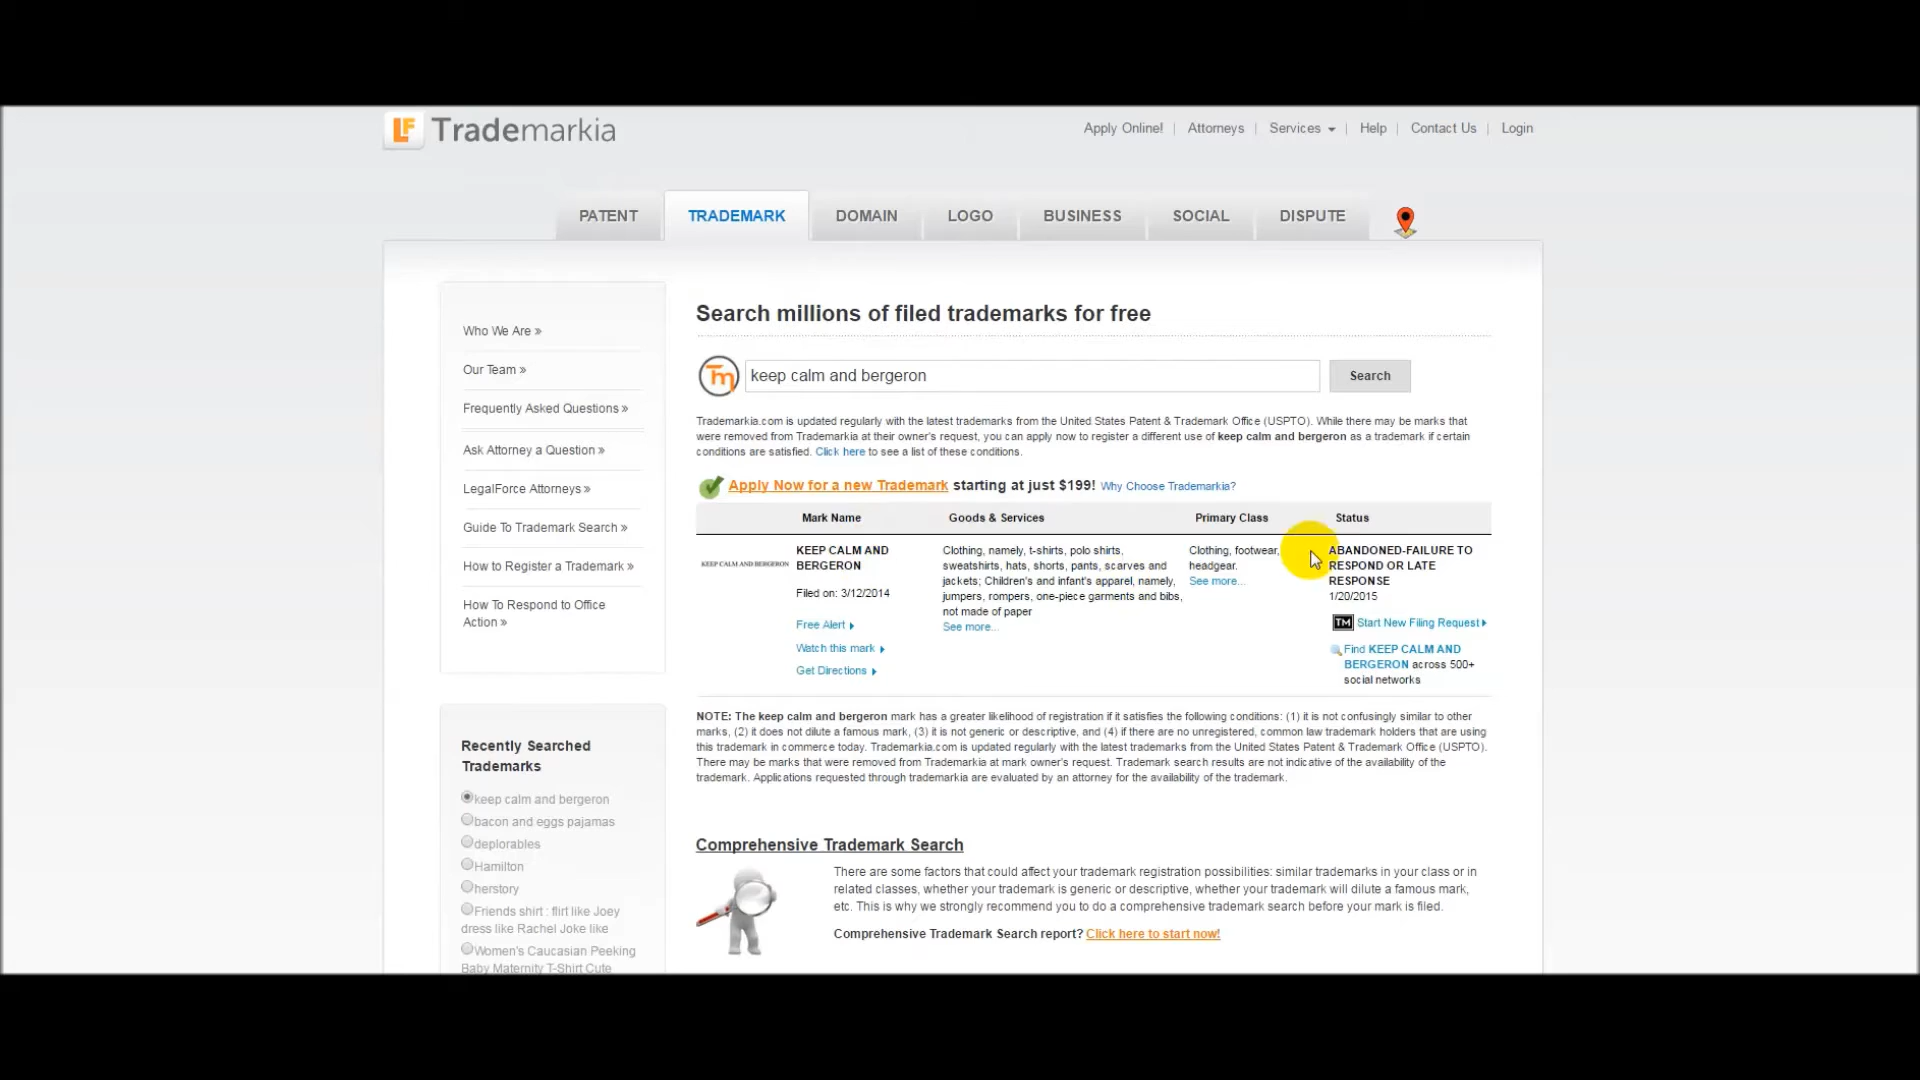 LF Trademarkia
Apply Online! | Attorneys | Services | Help | Contact Us | Login
PATENT TRADEMARK DOMAIN LOGO BUSINESS SOCIAL DISPUTE
Who We Are »
Our Team »
Frequently Asked Questions »
Ask Attorney a Question »
LegalForce Attorneys »
Guide To Trademark Search »
How to Register a Trademark »
How To Respond to Office
Action »
Recently Searched
Trademarks
keep calm and bergeron
bacon and eggs pajamas
deplorables
Hamilton
herstory
Friends shirt : flirt like Joey
dress like Rachel Joke like
Women's Caucasian Peeking
Baby Maternity T-Shirt Cute
Search millions of filed trademarks for free
Tm keep calm and bergeron Search
Trademarkia.com is updated regularly with the latest trademarks from the United States Patent & Trademark Office (USPTO). While there may be marks that
were removed from Trademarkia at their owner's request, you can apply now to register a different use of keep calm and bergeron as a trademark if certain
conditions are satisfied. Click here to see a list of these conditions.
Apply Now for a new Trademark starting at just $199! Why Choose Trademarkia?
Mark Name Goods & Services Primary Class Status
KEEP CALM AND BERGERON
KEEP CALM AND
BERGERON
Filed on: 3/12/2014
Free Alert
Watch this mark
Get Directions
Clothing, namely, t-shirts, polo shirts,
sweatshirts, hats, shorts, pants, scarves and
jackets; Children's and infant's apparel, namely,
jumpers, rompers, one-piece garments and bibs,
not made of paper
See more...
Clothing, footwear,
headgear.
See more...
ABANDONED-FAILURE TO
RESPOND OR LATE
RESPONSE
1/20/2015
TM Start New Filing Request
Find KEEP CALM AND
BERGERON across 500+
social networks
NOTE: The keep calm and bergeron mark has a greater likelihood of registration if it satisfies the following conditions: (1) it is not confusingly similar to other
marks, (2) it does not dilute a famous mark, (3) it is not generic or descriptive, and (4) if there are no unregistered, common law trademark holders that are using
this trademark in commerce today. Trademarkia.com is updated regularly with the latest trademarks from the United States Patent & Trademark Office (USPTO).
There may be marks that were removed from Trademarkia at mark owner's request. Trademark search results are not indicative of the availability of the
trademark. Applications requested through trademarkia are evaluated by an attorney for the availability of the trademark.
Comprehensive Trademark Search
There are some factors that could affect your trademark registration possibilities: similar trademarks in your class or in
related classes, whether your trademark is generic or descriptive, whether your trademark will dilute a famous mark,
etc. This is why we strongly recommend you to do a comprehensive trademark search before your mark is filed.
Comprehensive Trademark Search report? Click here to start now!